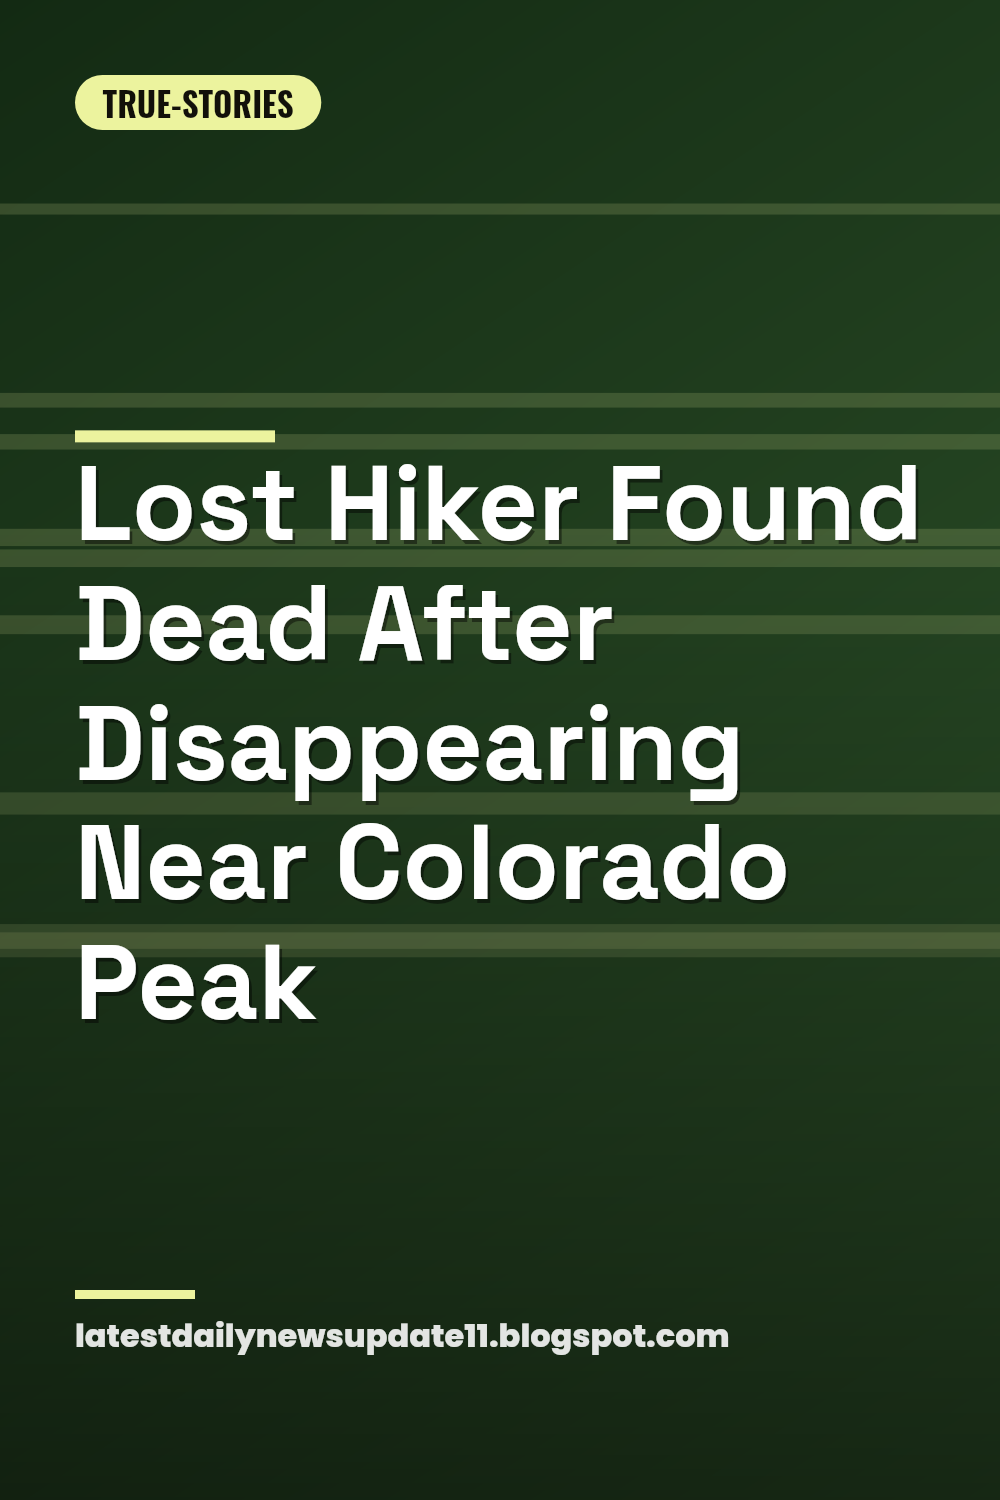 TRUE-STORIES
Lost Hiker Found
Dead After
Disappearing
Near Colorado
Peak
latestdailynewsupdate11.blogspot.com